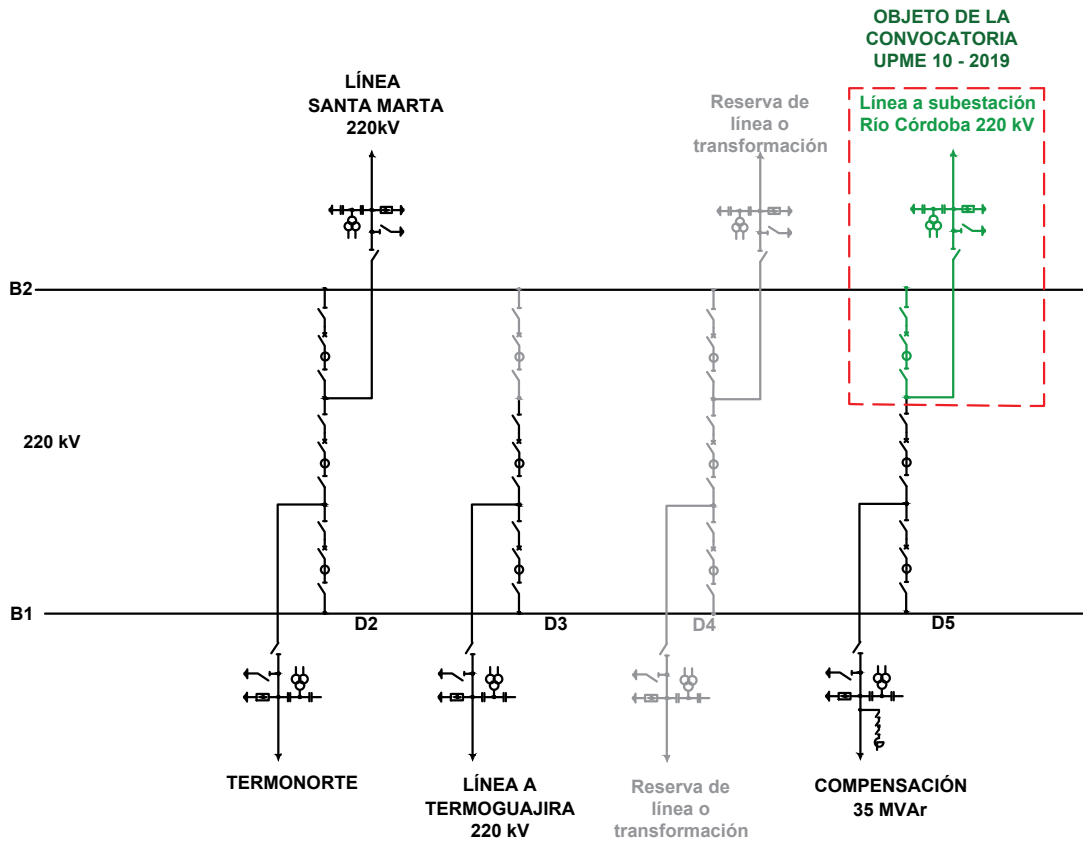 OBJETO DE LA
CONVOCATORIA
UPME 10 - 2019
LÍNEA
SANTA MARTA
220kV
Reserva de
línea o
transformación
Línea a subestación
Río Córdoba 220 kV
B2
220 kV
B1
D2
D3
D4
D5
TERMONORTE
LÍNEA A
TERMOGUAJIRA
220 kV
Reserva de
línea o
transformación
COMPENSACIÓN
35 MVAr